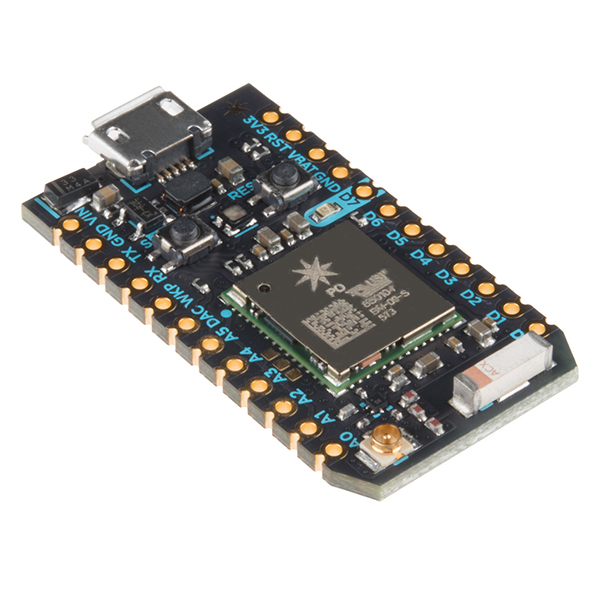 3V3 RST VBAT GND D7 D6 D5 D4 D3 D2 D1
RES
VIN GND TX RX WKP DAC A5 A4 A3 A2 A1 A0
P0
573